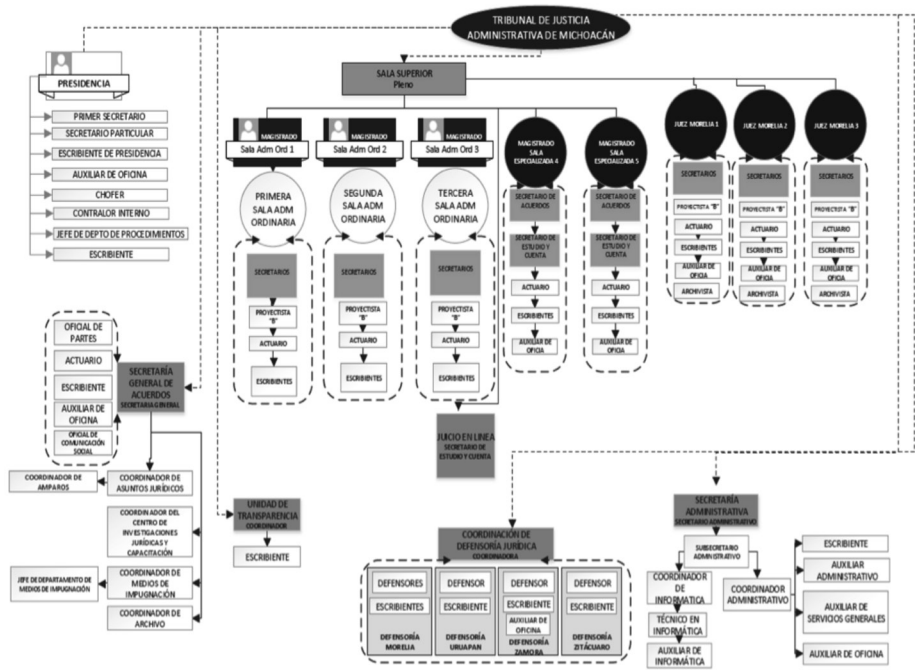 TRIBUNAL DE JUSTICIA
ADMINISTRATIVA DE MICHOACÁN
PRESIDENCIA
PRIMER SECRETARIO
SECRETARIO PARTICULAR
ESCRIBIENTE DE PRESIDENCIA
AUXILIAR DE OFICINA
CHOFER
CONTRALOR INTERNO
JEFE DE DEPTO DE PROCEDIMIENTOS
ESCRIBIENTE
SALA SUPERIOR
Pleno
MAGISTRADO
Sala Adm Ord 1
PRIMERA
SALA ADM
ORDINARIA
SECRETARIOS
PROYECTISTA
"B"
ACTUARIO
ESCRIBIENTES
MAGISTRADO
Sala Adm Ord 2
SEGUNDA
SALA ADM
ORDINARIA
SECRETARIOS
PROYECTISTA
"B"
ACTUARIO
ESCRIBIENTES
MAGISTRADO
Sala Adm Ord 3
TERCERA
SALA ADM
ORDINARIA
SECRETARIOS
PROYECTISTA
"B"
ACTUARIO
ESCRIBIENTES
MAGISTRADO
SALA
ESPECIALIZADA 4
SECRETARIO DE
ACUERDOS
SECRETARIO DE
ESTUDIO Y
CUENTA
ACTUARIO
ESCRIBIENTES
AUXILIAR DE
OFICIA
MAGISTRADO
SALA
ESPECIALIZADA 5
SECRETARIO DE
ACUERDOS
SECRETARIO DE
ESTUDIO Y
CUENTA
ACTUARIO
ESCRIBIENTES
AUXILIAR DE
OFICIA
JUEZ MORELIA 1
SECRETARIOS
PROYECTISTA "B"
ACTUARIO
ESCRIBIENTES
AUXILIAR DE
OFICIA
ARCHIVISTA
JUEZ MORELIA 2
SECRETARIOS
PROYECTISTA "B"
ACTUARIO
ESCRIBIENTES
AUXILIAR DE
OFICIA
ARCHIVISTA
JUEZ MORELIA 3
SECRETARIOS
PROYECTISTA "B"
ACTUARIO
ESCRIBIENTES
AUXILIAR DE
OFICIA
ARCHIVISTA
JUICIO EN LINEA
SECRETARIO DE
ESTUDIO Y CUENTA
OFICIAL DE
PARTES
ACTUARIO
ESCRIBIENTE
AUXILIAR DE
OFICINA
OFICIAL DE
COMUNICACIÓN
SOCIAL
SECRETARÍA
GENERAL DE
ACUERDOS
SECRETARIA GENERAL
COORDINADOR DE
AMPAROS
COORDINADOR DE
ASUNTOS JURÍDICOS
COORDINADOR DEL
CENTRO DE
INVESTIGACIONES
JURÍDICAS Y
CAPACITACIÓN
JEFE DE DEPARTAMENTO DE
MEDIOS DE IMPUGNACIÓN
COORDINADOR
DE MEDIOS DE
IMPUGNACIÓN
COORDINADOR
DE ARCHIVO
UNIDAD DE
TRANSPARENCIA
COORDINADOR
ESCRIBIENTE
COORDINACIÓN DE
DEFENSORÍA JURÍDICA
COORDINADORA
DEFENSORES
ESCRIBIENTES
DEFENSORÍA
MORELIA
DEFENSOR
ESCRIBIENTE
DEFENSORÍA
URUAPAN
DEFENSOR
ESCRIBIENTE
AUXILIAR DE
OFICINA
DEFENSORÍA
ZAMORA
DEFENSOR
ESCRIBIENTE
DEFENSORÍA
ZITÁCUARO
SECRETARÍA
ADMINISTRATIVA
SECRETARIO ADMINISTRATIVO
SUBSECRETARIO
ADMINISTRATIVO
COORDINADOR
DE
INFORMATICA
TÉCNICO EN
INFORMÁTICA
AUXILIAR DE
INFORMÁTICA
COORDINADOR
ADMINISTRATIVO
ESCRIBIENTE
AUXILIAR
ADMINISTRATIVO
AUXILIAR DE
SERVICIOS GENERALES
AUXILIAR DE OFICINA